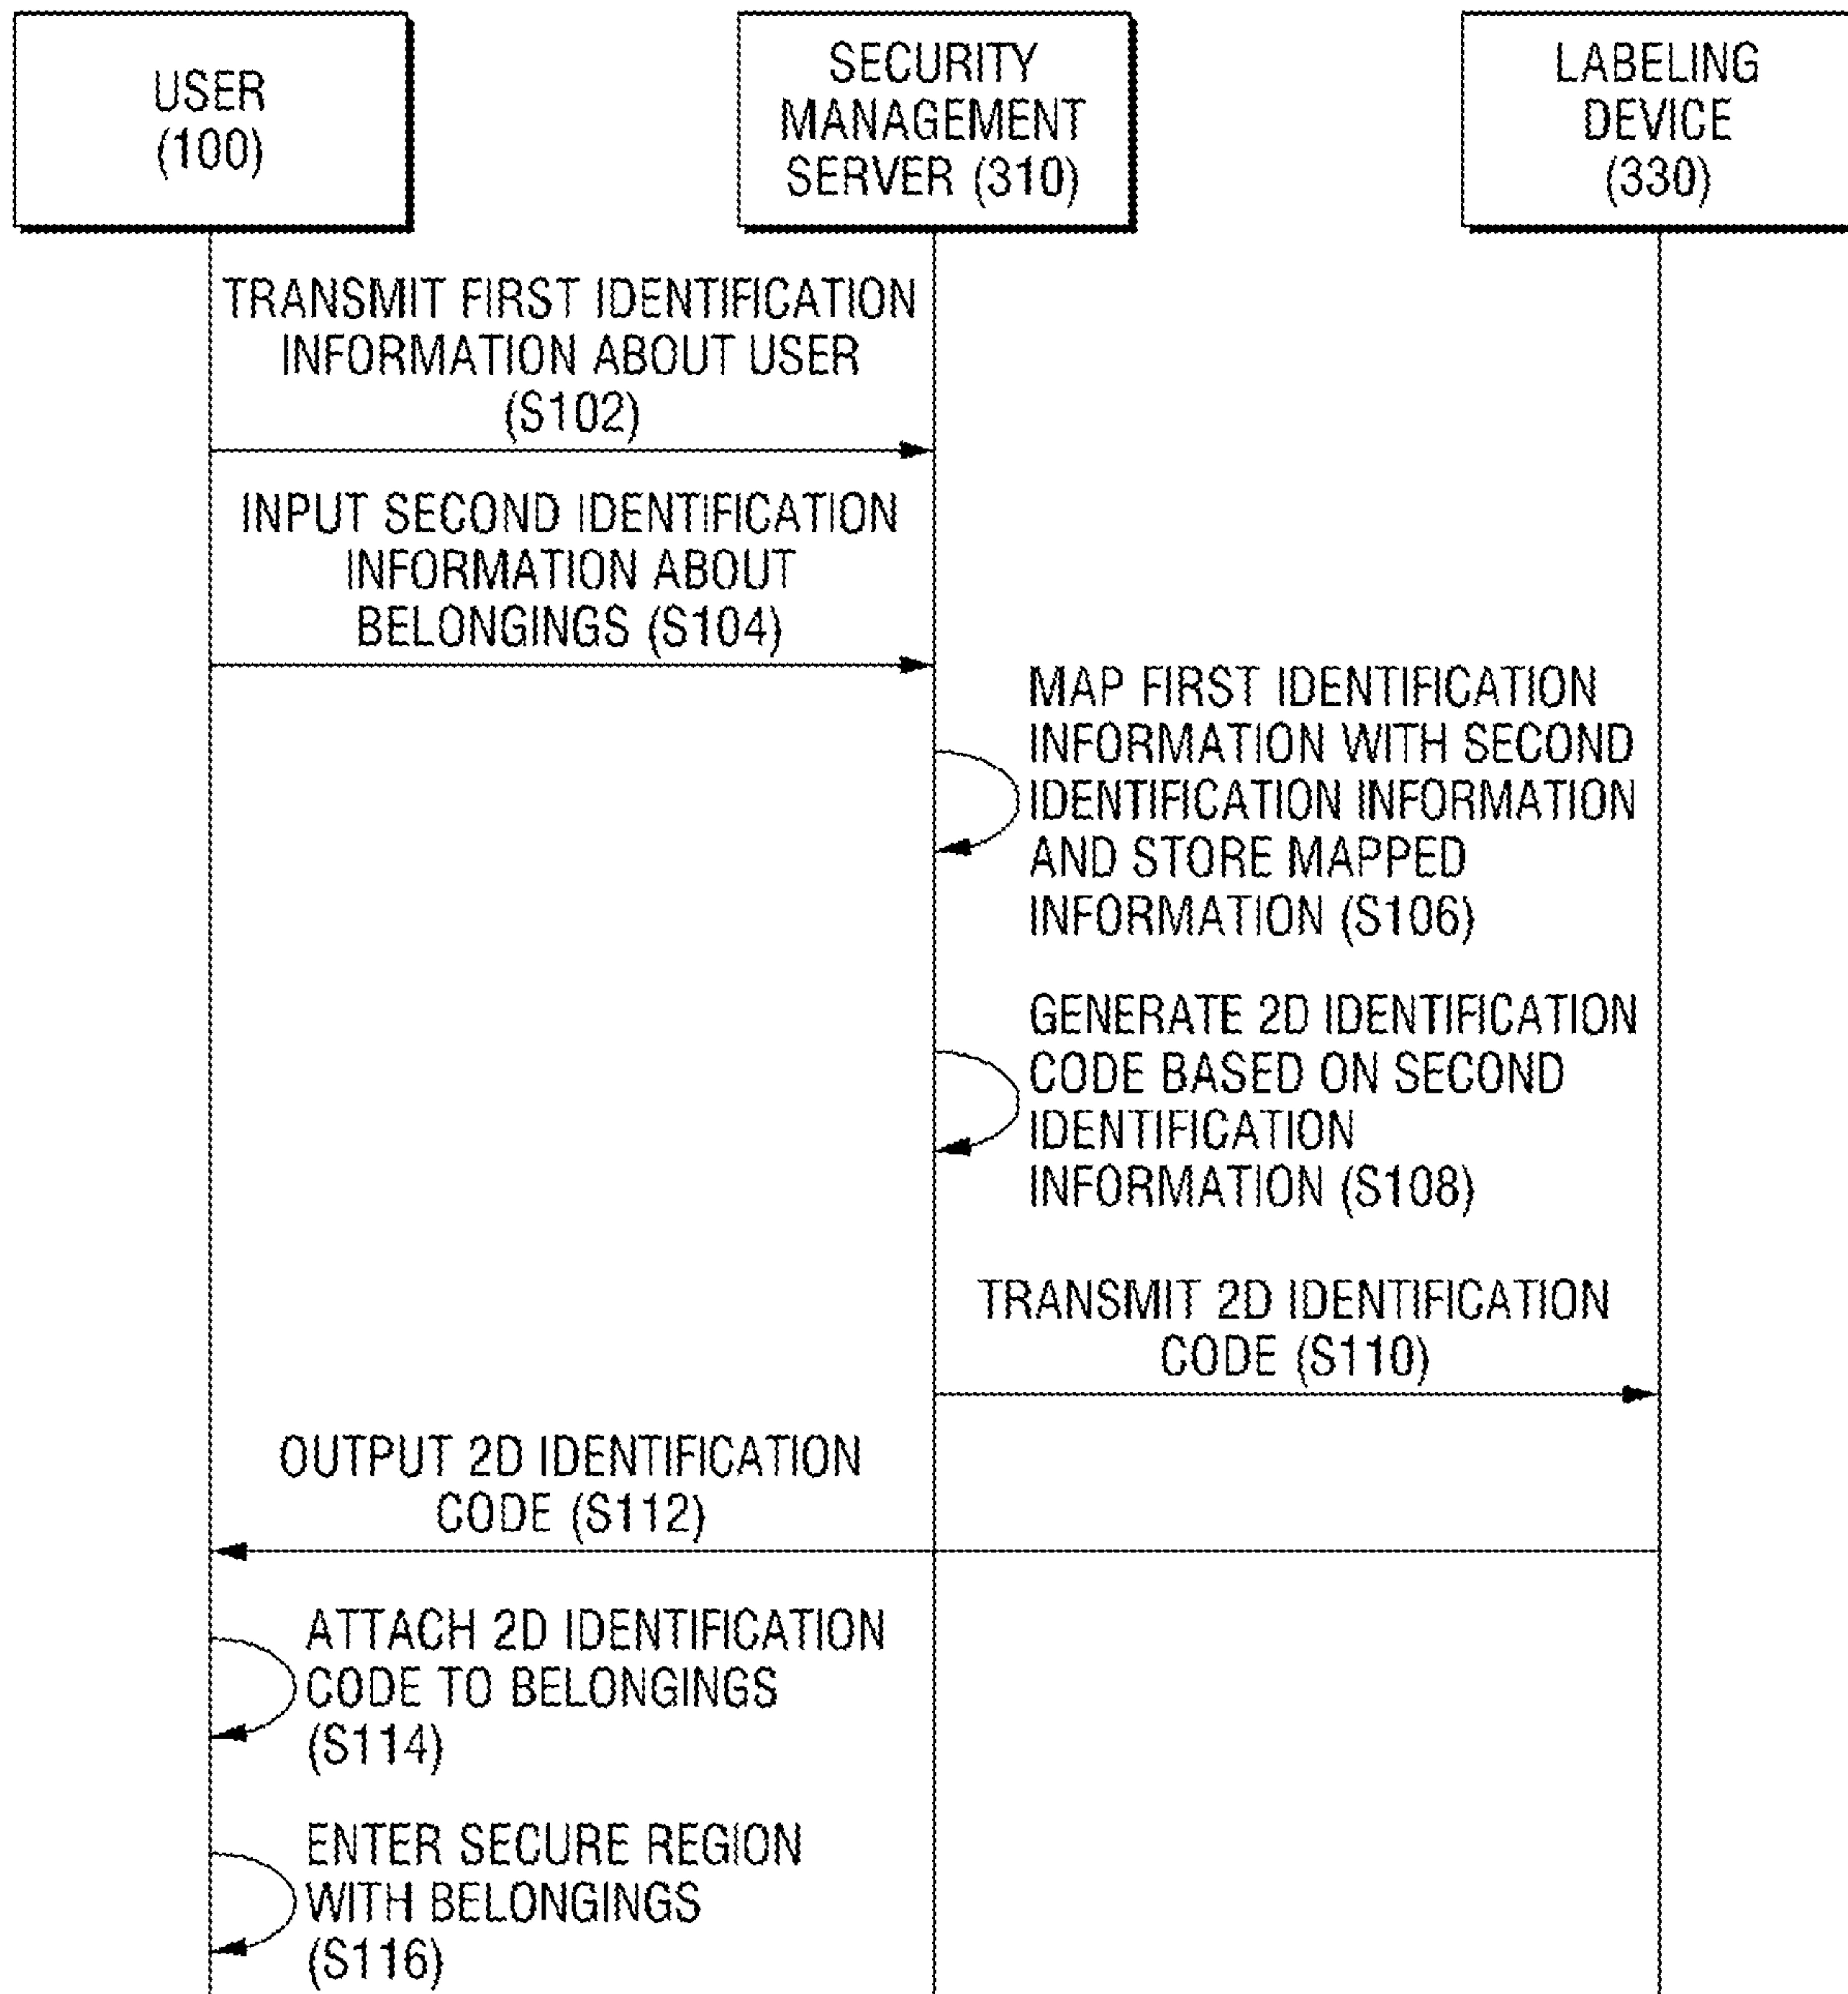 USER
(100)
SECURITY
MANAGEMENT
SERVER (310)
LABELING
DEVICE
(330)
TRANSMIT FIRST IDENTIFICATION
INFORMATION ABOUT USER
(S102)
INPUT SECOND IDENTIFICATION
INFORMATION ABOUT
BELONGINGS (S104)
MAP FIRST IDENTIFICATION
INFORMATION WITH SECOND
IDENTIFICATION INFORMATION
AND STORE MAPPED
INFORMATION (S106)
GENERATE 2D IDENTIFICATION
CODE BASED ON SECOND
IDENTIFICATION
INFORMATION (S108)
TRANSMIT 2D IDENTIFICATION
CODE (S110)
OUTPUT 2D IDENTIFICATION
CODE (S112)
ATTACH 2D IDENTIFICATION
CODE TO BELONGINGS
(S114)
ENTER SECURE REGION
WITH BELONGINGS
(S116)